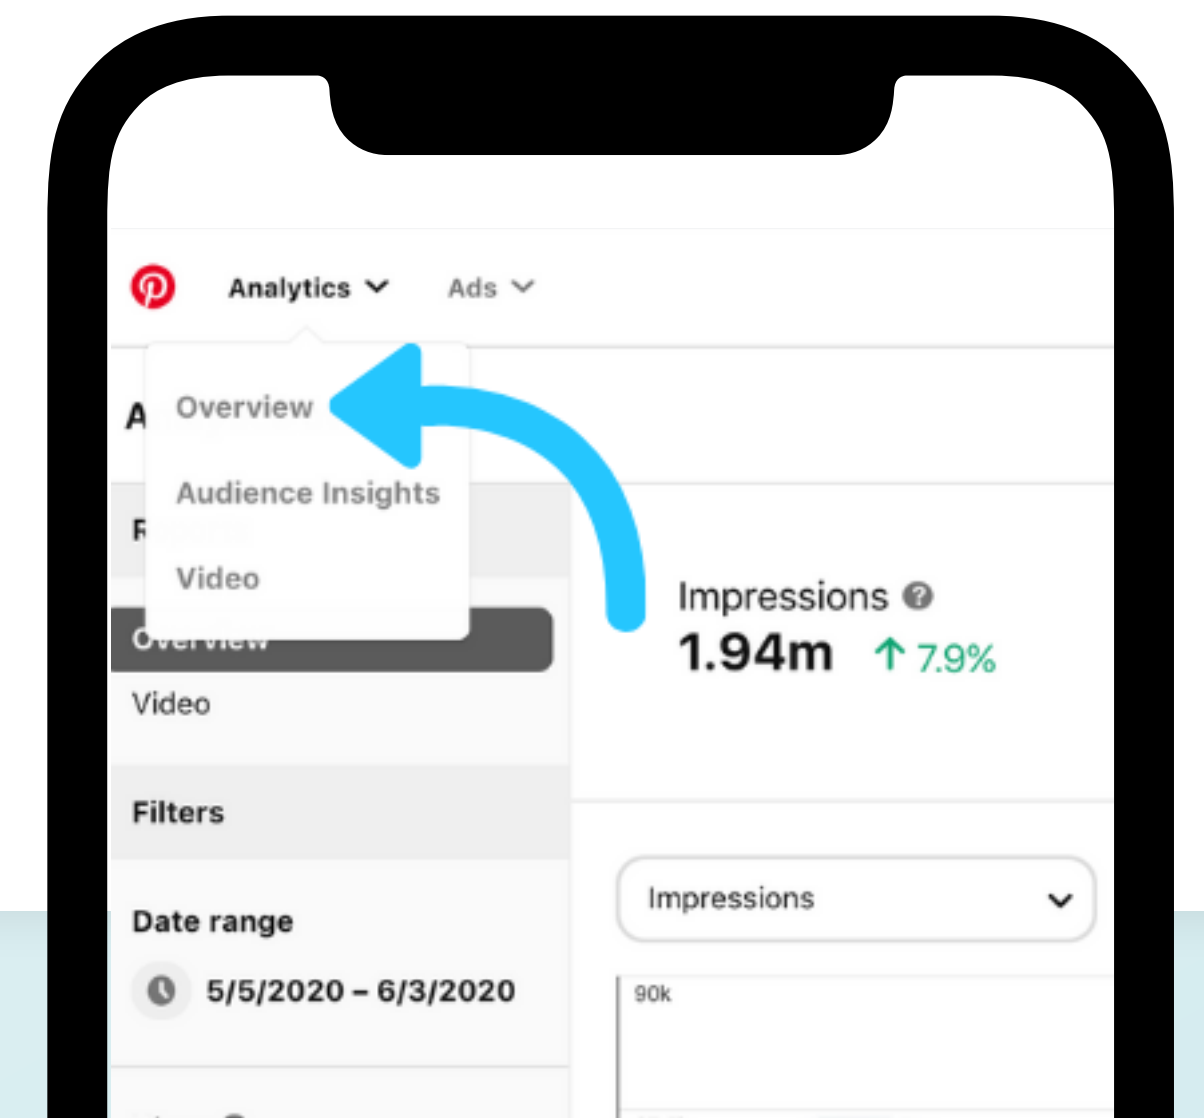 Analytics Ads
Overview
Audience Insights
Video
Impressions ?
1.94m ↑ 7.9%
Overview
Video
Filters
Impressions
Date range
5/5/2020 – 6/3/2020
90k